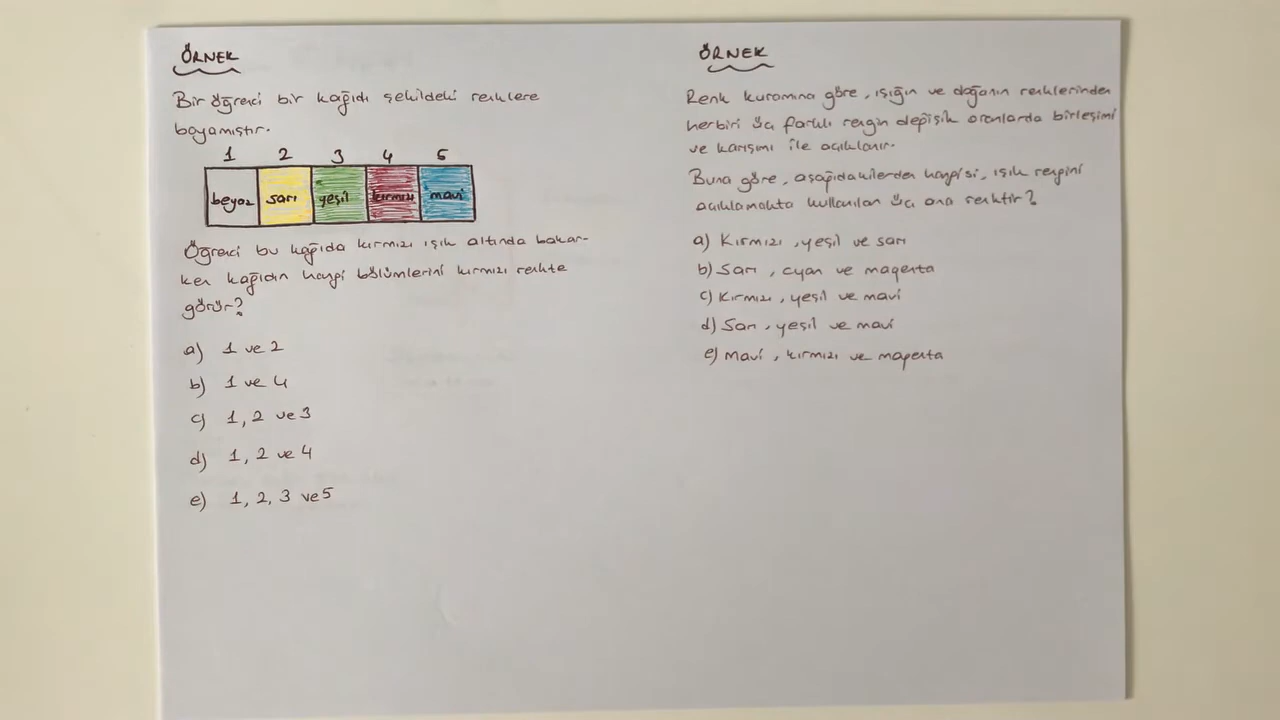 ÖRNEK
Bir öğrenci bir kağıdı şekildeki renklere
boyamıştır.
1 2 3 4 5
beyaz sarı yeşil kırmızı mavi
Öğrenci bu kağıda kırmızı ışık altında bakar-
ken kağıdın hangi bölümlerini kırmızı renkte
görür?
a) 1 ve 2
b) 1 ve 4
c) 1, 2 ve 3
d) 1, 2 ve 4
e) 1, 2, 3 ve 5
ÖRNEK
Renk kuramına göre, ışığın ve doğanın renklerinden
herbiri üç farklı rengin değişik oranlarda birleşimi
ve karışımı ile açıklanır.
Buna göre, aşağıdakilerden hangisi, ışık rengini
açıklamakta kullanılan üç ana renktir?
a) Kırmızı, yeşil ve sarı
b) Sarı, cyan ve magenta
c) Kırmızı, yeşil ve mavi
d) Sarı, yeşil ve mavi
e) Mavi, kırmızı ve magenta